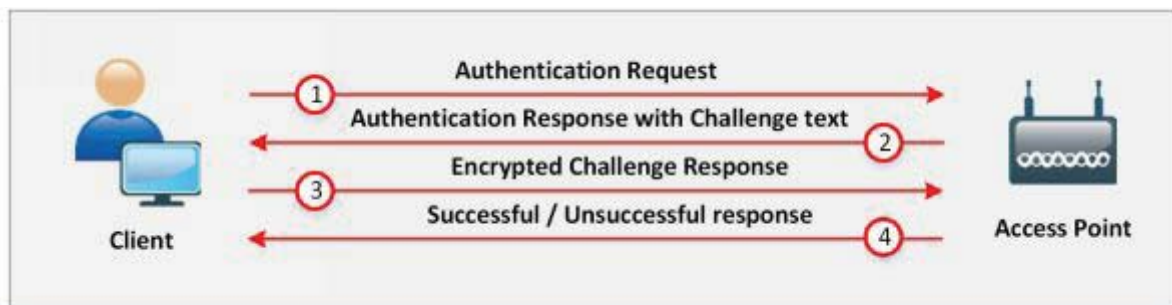 Authentication Request
1
Authentication Response with Challenge text
2
Encrypted Challenge Response
3
Successful / Unsuccessful response
4
Client
Access Point